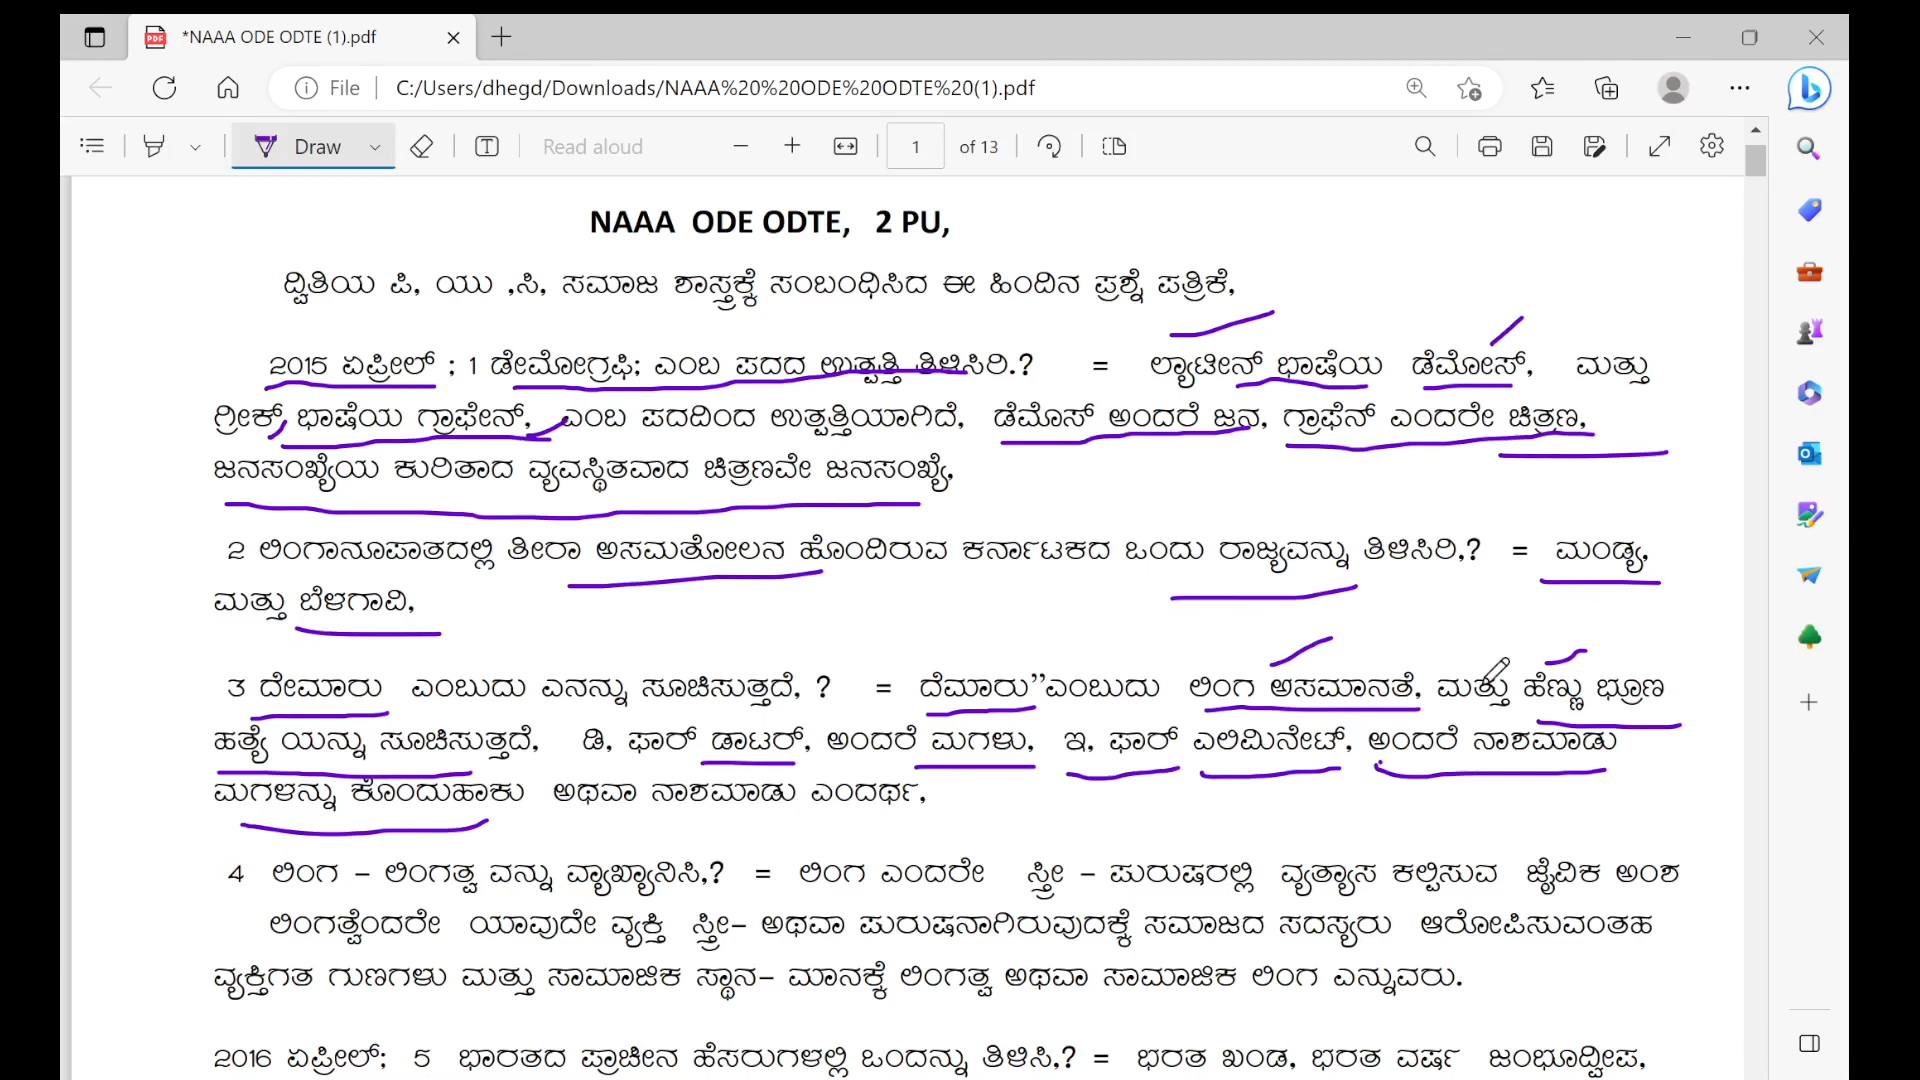 *NAAA ODE ODTE (1).pdf
File C:/Users/dhegd/Downloads/NAAA%20%20ODE%20ODTE%20(1).pdf
Draw Read aloud 1 of 13
NAAA ODE ODTE, 2 PU,
ದ್ವಿತಿಯ ಪಿ, ಯು ,ಸಿ, ಸಮಾಜ ಶಾಸ್ತ್ರಕ್ಕೆ ಸಂಬಂಧಿಸಿದ ಈ ಹಿಂದಿನ ಪ್ರಶ್ನೆ ಪತ್ರಿಕೆ,
2015 ಏಪ್ರೀಲ್ ; 1 ಡೇಮೋಗ್ರಫಿ; ಎಂಬ ಪದದ ಉತ್ಪತ್ತಿ ತಿಳಿಸಿರಿ.? = ಲ್ಯಾಟೀನ್ ಭಾಷೆಯ ಡೆಮೋಸ್, ಮತ್ತು
ಗ್ರೀಕ್ ಭಾಷೆಯ ಗ್ರಾಫೇನ್, ಎಂಬ ಪದದಿಂದ ಉತ್ಪತ್ತಿಯಾಗಿದೆ, ಡೆಮೊಸ್ ಅಂದರೆ ಜನ, ಗ್ರಾಫೆನ್ ಎಂದರೇ ಚಿತ್ರಣ,
ಜನಸಂಖ್ಯೆಯ ಕುರಿತಾದ ವ್ಯವಸ್ಥಿತವಾದ ಚಿತ್ರಣವೇ ಜನಸಂಖ್ಯೆ,
2 ಲಿಂಗಾನೂಪಾತದಲ್ಲಿ ತೀರಾ ಅಸಮತೋಲನ ಹೊಂದಿರುವ ಕರ್ನಾಟಕದ ಒಂದು ರಾಜ್ಯವನ್ನು ತಿಳಿಸಿರಿ,? = ಮಂಡ್ಯ,
ಮತ್ತು ಬೆಳಗಾವಿ,
3 ದೇಮಾರು ಎಂಬುದು ಎನನ್ನು ಸೂಚಿಸುತ್ತದೆ, ? = ದೆಮಾರು”ಎಂಬುದು ಲಿಂಗ ಅಸಮಾನತೆ, ಮತ್ತು ಹೆಣ್ಣು ಭ್ರೂಣ
ಹತ್ಯೆ ಯನ್ನು ಸೂಚಿಸುತ್ತದೆ, ಡಿ, ಫಾರ್ ಡಾಟರ್, ಅಂದರೆ ಮಗಳು, ಇ, ಫಾರ್ ಎಲಿಮಿನೇಟ್, ಅಂದರೆ ನಾಶಮಾಡು
ಮಗಳನ್ನು ಕೊಂದುಹಾಕು ಅಥವಾ ನಾಶಮಾಡು ಎಂದರ್ಥ,
4 ಲಿಂಗ – ಲಿಂಗತ್ವ ವನ್ನು ವ್ಯಾಖ್ಯಾನಿಸಿ,? = ಲಿಂಗ ಎಂದರೇ ಸ್ತ್ರೀ – ಪುರುಷರಲ್ಲಿ ವ್ಯತ್ಯಾಸ ಕಲ್ಪಿಸುವ ಜೈವಿಕ ಅಂಶ
ಲಿಂಗತ್ವೆಂದರೇ ಯಾವುದೇ ವ್ಯಕ್ತಿ ಸ್ತ್ರೀ– ಅಥವಾ ಪುರುಷನಾಗಿರುವುದಕ್ಕೆ ಸಮಾಜದ ಸದಸ್ಯರು ಆರೋಪಿಸುವಂತಹ
ವ್ಯಕ್ತಿಗತ ಗುಣಗಳು ಮತ್ತು ಸಾಮಾಜಿಕ ಸ್ಥಾನ– ಮಾನಕ್ಕೆ ಲಿಂಗತ್ವ ಅಥವಾ ಸಾಮಾಜಿಕ ಲಿಂಗ ಎನ್ನುವರು.
2016 ಏಪ್ರೀಲ್; 5 ಭಾರತದ ಪ್ರಾಚೀನ ಹೆಸರುಗಳಲ್ಲಿ ಒಂದನ್ನು ತಿಳಿಸಿ,? = ಭರತ ಖಂಡ, ಭರತ ವರ್ಷ ಜಂಭೂದ್ವೀಪ,